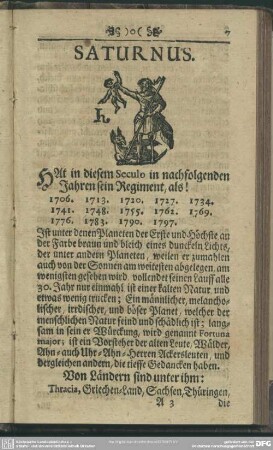 )o(
7
SATURNUS.
♄
HAt in diesem Seculo in nachfolgenden
Jahren sein Regiment, als!
1706. 1713. 1720. 1727. 1734.
1741. 1748. 1755. 1762. 1769.
1776. 1783. 1790. 1797.
Ist unter denen Planeten der Erste und Höchste an
der Farbe braun und bleich eines dunckeln Lichts,
der unter andern Planeten, weilen er zumahlen
auch von der Sonnen am weitesten abgelegen, am
wenigsten gesehen wird vollendet seinen Lauff alle
30. Jahr nur einmahl ist einer kalten Natur und
etwas wenig trucken; Ein männlicher, melancho-
lischer, irrdischer, und böser Planet, welcher der
menschlichen Natur feind und schädlich ist; lang-
sam in seiner Würckung, wird genannt Fortuna
major; ist ein Vorsteher der alten Leute, Wälder,
Ahn- auch Uhr-Ahn-Herren Ackersleuten, und
dergleichen andern, die tieffe Gedancken haben.
Von Ländern sind unter ihm:
Thracia, Griechen-Land, Sachsen, Thüringen,
A 3 die